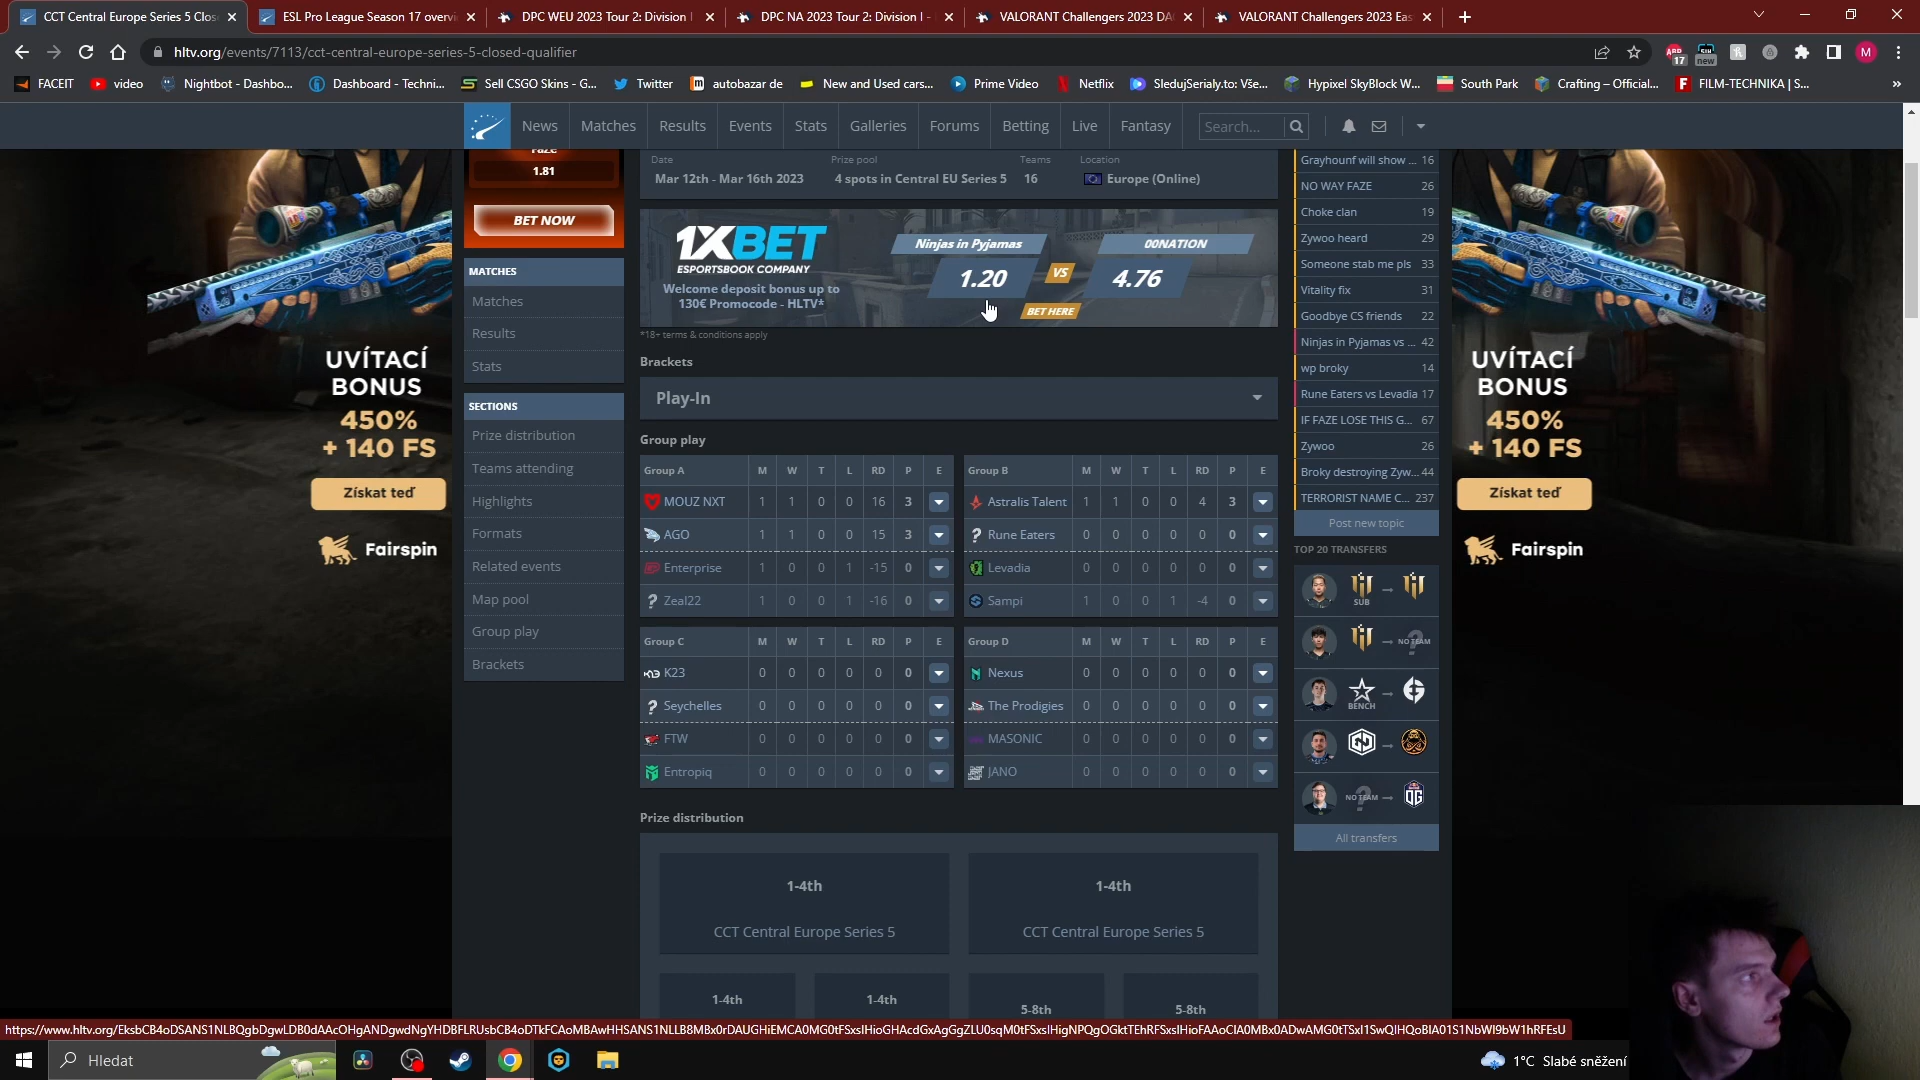 CCT Central Europe Series 5 Clos
ESL Pro League Season 17 overvi
DPC WEU 2023 Tour 2: Division I
DPC NA 2023 Tour 2: Division I -
VALORANT Challengers 2023 DA
VALORANT Challengers 2023 Eas
hltv.org/events/7113/cct-central-europe-series-5-closed-qualifier
17
new
M
FACEIT
video
Nightbot - Dashbo...
Dashboard - Techni...
Sell CSGO Skins - G...
Twitter
autobazar de
New and Used cars...
Prime Video
Netflix
SledujSerialy.to: Vše...
Hypixel SkyBlock W...
South Park
Crafting – Official...
FILM-TECHNIKA | S...
News
Matches
Results
Events
Stats
Galleries
Forums
Betting
Live
Fantasy
Search...
FaZe
1.81
BET NOW
Date
Mar 12th - Mar 16th 2023
Prize pool
4 spots in Central EU Series 5
Teams
16
Location
Europe (Online)
1XBET
ESPORTSBOOK COMPANY
Welcome deposit bonus up to
130€ Promocode - HLTV*
Ninjas in Pyjamas
00NATION
1.20
VS
4.76
BET HERE
*18+ terms & conditions apply
MATCHES
Matches
Results
Stats
SECTIONS
Prize distribution
Teams attending
Highlights
Formats
Related events
Map pool
Group play
Brackets
Brackets
Play-In
Group play
Group A M W T L RD P E
MOUZ NXT 1 1 0 0 16 3
AGO 1 1 0 0 15 3
Enterprise 1 0 0 1 -15 0
Zeal22 1 0 0 1 -16 0
Group B M W T L RD P E
Astralis Talent 1 1 0 0 4 3
Rune Eaters 0 0 0 0 0 0
Levadia 0 0 0 0 0 0
Sampi 1 0 0 1 -4 0
Group C M W T L RD P E
K23 0 0 0 0 0 0
Seychelles 0 0 0 0 0 0
FTW 0 0 0 0 0 0
Entropiq 0 0 0 0 0 0
Group D M W T L RD P E
Nexus 0 0 0 0 0 0
The Prodigies 0 0 0 0 0 0
MASONIC 0 0 0 0 0 0
JANO 0 0 0 0 0 0
Prize distribution
1-4th
CCT Central Europe Series 5
1-4th
CCT Central Europe Series 5
1-4th
1-4th
5-8th
5-8th
Grayhounf will show ... 16
NO WAY FAZE 26
Choke clan 19
Zywoo heard 29
Someone stab me pls 33
Vitality fix 31
Goodbye CS friends 22
Ninjas in Pyjamas vs ... 42
wp broky 14
Rune Eaters vs Levadia 17
IF FAZE LOSE THIS G... 67
Zywoo 26
Broky destroying Zyw... 44
TERRORIST NAME C... 237
Post new topic
TOP 20 TRANSFERS
SUB
NO TEAM
BENCH
NO TEAM
All transfers
UVÍTACÍ
BONUS
450%
+ 140 FS
Získat teď
Fairspin
UVÍTACÍ
BONUS
450%
+ 140 FS
Získat teď
Fairspin
Hledat
1°C Slabé sněžení